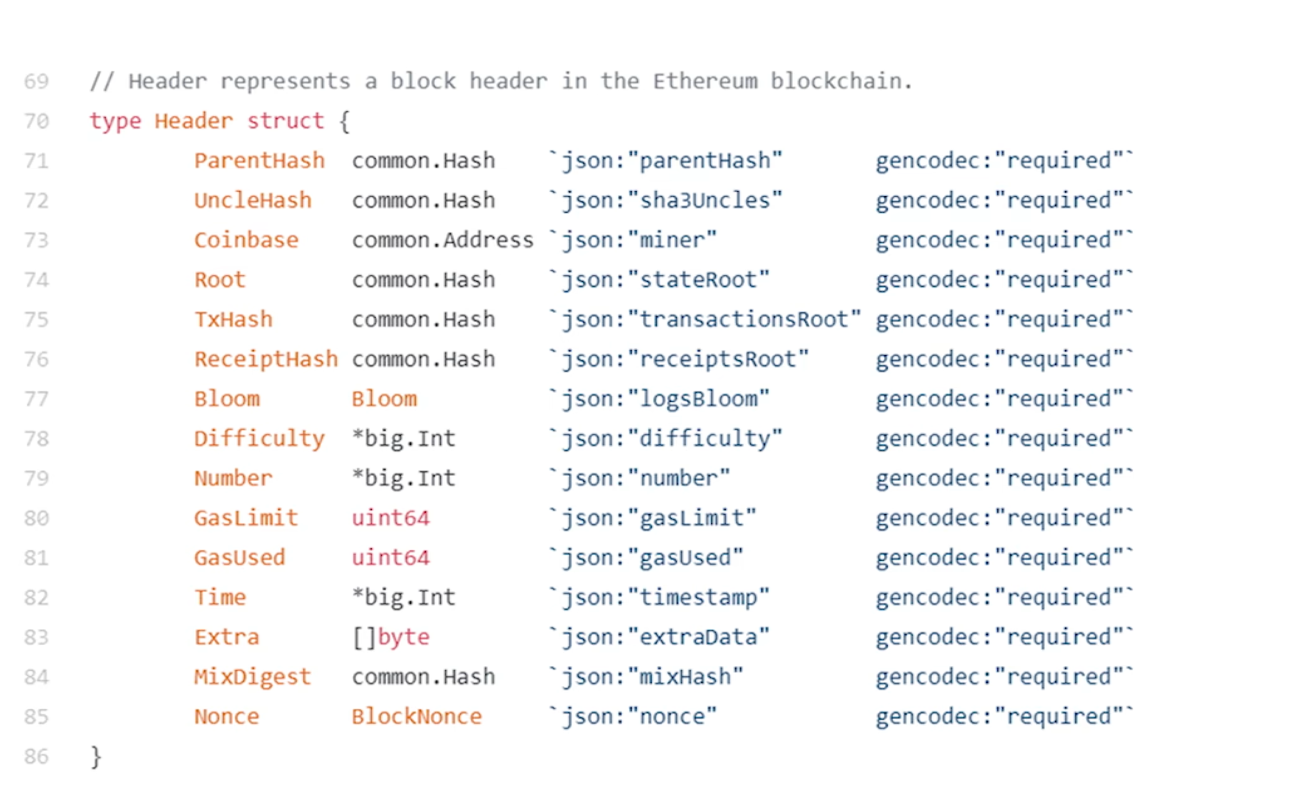 69 // Header represents a block header in the Ethereum blockchain.
70 type Header struct {
71 ParentHash common.Hash `json:"parentHash" gencodec:"required"`
72 UncleHash common.Hash `json:"sha3Uncles" gencodec:"required"`
73 Coinbase common.Address `json:"miner" gencodec:"required"`
74 Root common.Hash `json:"stateRoot" gencodec:"required"`
75 TxHash common.Hash `json:"transactionsRoot" gencodec:"required"`
76 ReceiptHash common.Hash `json:"receiptsRoot" gencodec:"required"`
77 Bloom Bloom `json:"logsBloom" gencodec:"required"`
78 Difficulty *big.Int `json:"difficulty" gencodec:"required"`
79 Number *big.Int `json:"number" gencodec:"required"`
80 GasLimit uint64 `json:"gasLimit" gencodec:"required"`
81 GasUsed uint64 `json:"gasUsed" gencodec:"required"`
82 Time *big.Int `json:"timestamp" gencodec:"required"`
83 Extra []byte `json:"extraData" gencodec:"required"`
84 MixDigest common.Hash `json:"mixHash" gencodec:"required"`
85 Nonce BlockNonce `json:"nonce" gencodec:"required"`
86 }